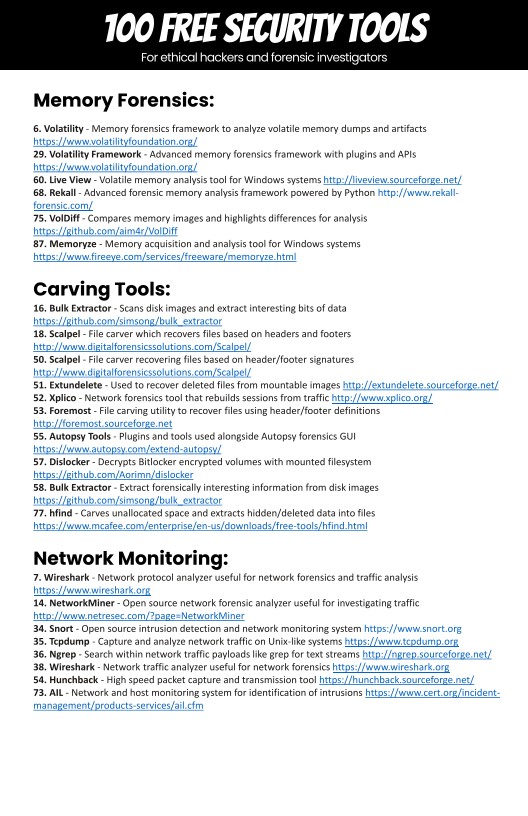 100 FREE SECURITY TOOLS
For ethical hackers and forensic investigators
Memory Forensics:
6. Volatility - Memory forensics framework to analyze volatile memory dumps and artifacts
https://www.volatilityfoundation.org/
29. Volatility Framework - Advanced memory forensics framework with plugins and APIs
https://www.volatilityfoundation.org/
60. Live View - Volatile memory analysis tool for Windows systems http://liveview.sourceforge.net/
68. Rekall - Advanced forensic memory analysis framework powered by Python http://www.rekall-
forensic.com/
75. VolDiff - Compares memory images and highlights differences for analysis
https://github.com/aim4r/VolDiff
87. Memoryze - Memory acquisition and analysis tool for Windows systems
https://www.fireeye.com/services/freeware/memoryze.html
Carving Tools:
16. Bulk Extractor - Scans disk images and extract interesting bits of data
https://github.com/simsong/bulk_extractor
18. Scalpel - File carver which recovers files based on headers and footers
http://www.digitalforensicssolutions.com/Scalpel/
50. Scalpel - File carver recovering files based on header/footer signatures
http://www.digitalforensicssolutions.com/Scalpel/
51. Extundelete - Used to recover deleted files from mountable images http://extundelete.sourceforge.net/
52. Xplico - Network forensics tool that rebuilds sessions from traffic http://www.xplico.org/
53. Foremost - File carving utility to recover files using header/footer definitions
http://foremost.sourceforge.net
55. Autopsy Tools - Plugins and tools used alongside Autopsy forensics GUI
https://www.autopsy.com/extend-autopsy/
57. Dislocker - Decrypts Bitlocker encrypted volumes with mounted filesystem
https://github.com/Aorimn/dislocker
58. Bulk Extractor - Extract forensically interesting information from disk images
https://github.com/simsong/bulk_extractor
77. hfind - Carves unallocated space and extracts hidden/deleted data into files
https://www.mcafee.com/enterprise/en-us/downloads/free-tools/hfind.html
Network Monitoring:
7. Wireshark - Network protocol analyzer useful for network forensics and traffic analysis
https://www.wireshark.org
14. NetworkMiner - Open source network forensic analyzer useful for investigating traffic
http://www.netresec.com/?page=NetworkMiner
34. Snort - Open source intrusion detection and network monitoring system https://www.snort.org
35. Tcpdump - Capture and analyze network traffic on Unix-like systems https://www.tcpdump.org
36. Ngrep - Search within network traffic payloads like grep for text streams http://ngrep.sourceforge.net/
38. Wireshark - Network traffic analyzer useful for network forensics https://www.wireshark.org
54. Hunchback - High speed packet capture and transmission tool https://hunchback.sourceforge.net/
73. AIL - Network and host monitoring system for identification of intrusions https://www.cert.org/incident-
management/products-services/ail.cfm